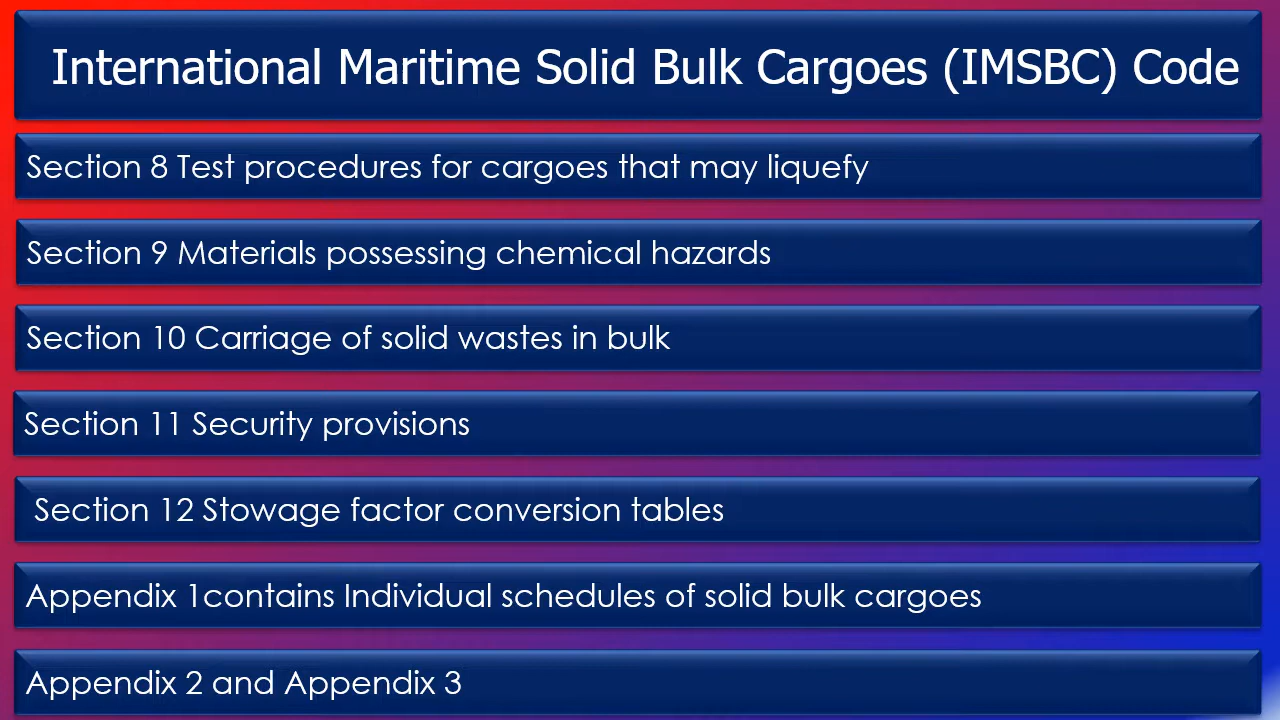 International Maritime Solid Bulk Cargoes (IMSBC) Code
Section 8 Test procedures for cargoes that may liquefy
Section 9 Materials possessing chemical hazards
Section 10 Carriage of solid wastes in bulk
Section 11 Security provisions
Section 12 Stowage factor conversion tables
Appendix 1contains Individual schedules of solid bulk cargoes
Appendix 2 and Appendix 3